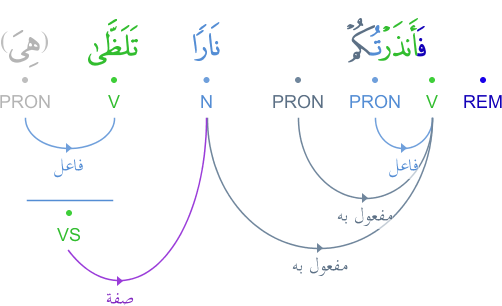 فَأَنذَرْتُكُمْ نَارًا تَلَظَّىٰ (هِىَ)
REM V PRON PRON N V PRON
فاعل فاعل
مفعول به
VS
مفعول به
صفة